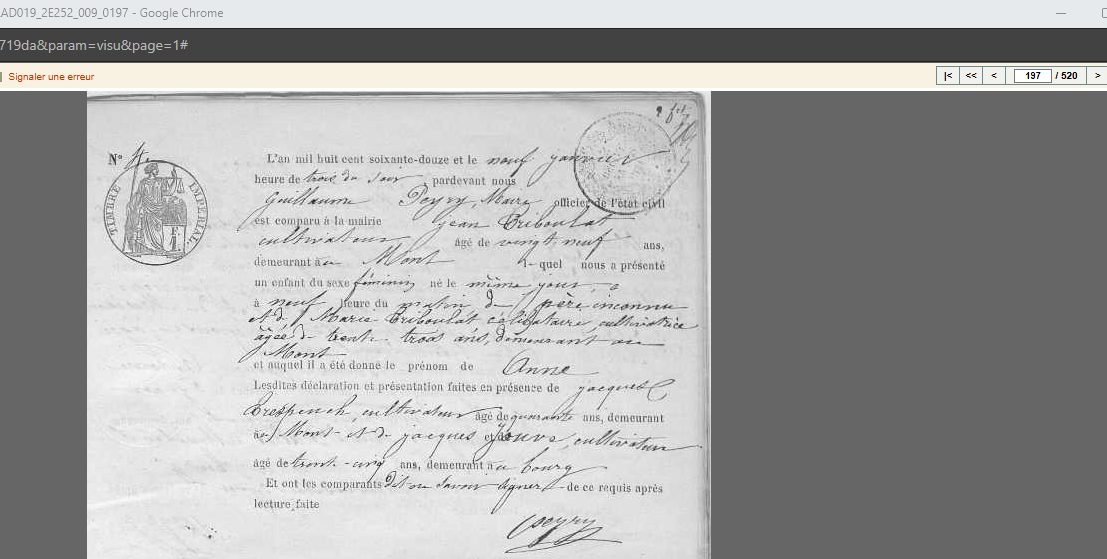 AD019_2E252_009_0197 - Google Chrome
719da&param=visu&page=1#
Signaler une erreur
|< << < 197 / 520 >
N° 4
TIMBRE IMPÉRIAL
F. 1.
L'an mil huit cent soixante-douze et le neuf janvier
heure de trois du soir pardevant nous
Guillaume Peyry, Maire officier de l'état civil
est comparu à la mairie jean Triboulat
cultivateur âgé de vingt neuf ans,
demeurant à au Mont l- quel nous a présenté
un enfant du sexe féminin né le même jour,
à neuf heure du matin de père inconnu
et de Marie Triboulat célibataire, cultivatrice
âgée de trente trois ans, demeurant au
Mont
et auquel il a été donné le prénom de Anne
Lesdites déclaration et présentation faites en présence de jacques
cultivateur âgé de quarante ans, demeurant
au Mont et de jacques et de cultivateur
âgé de trente-cinq ans, demeurant à au bourg
Et ont les comparants dit ne savoir signer de ce requis après
lecture faite
Peyry